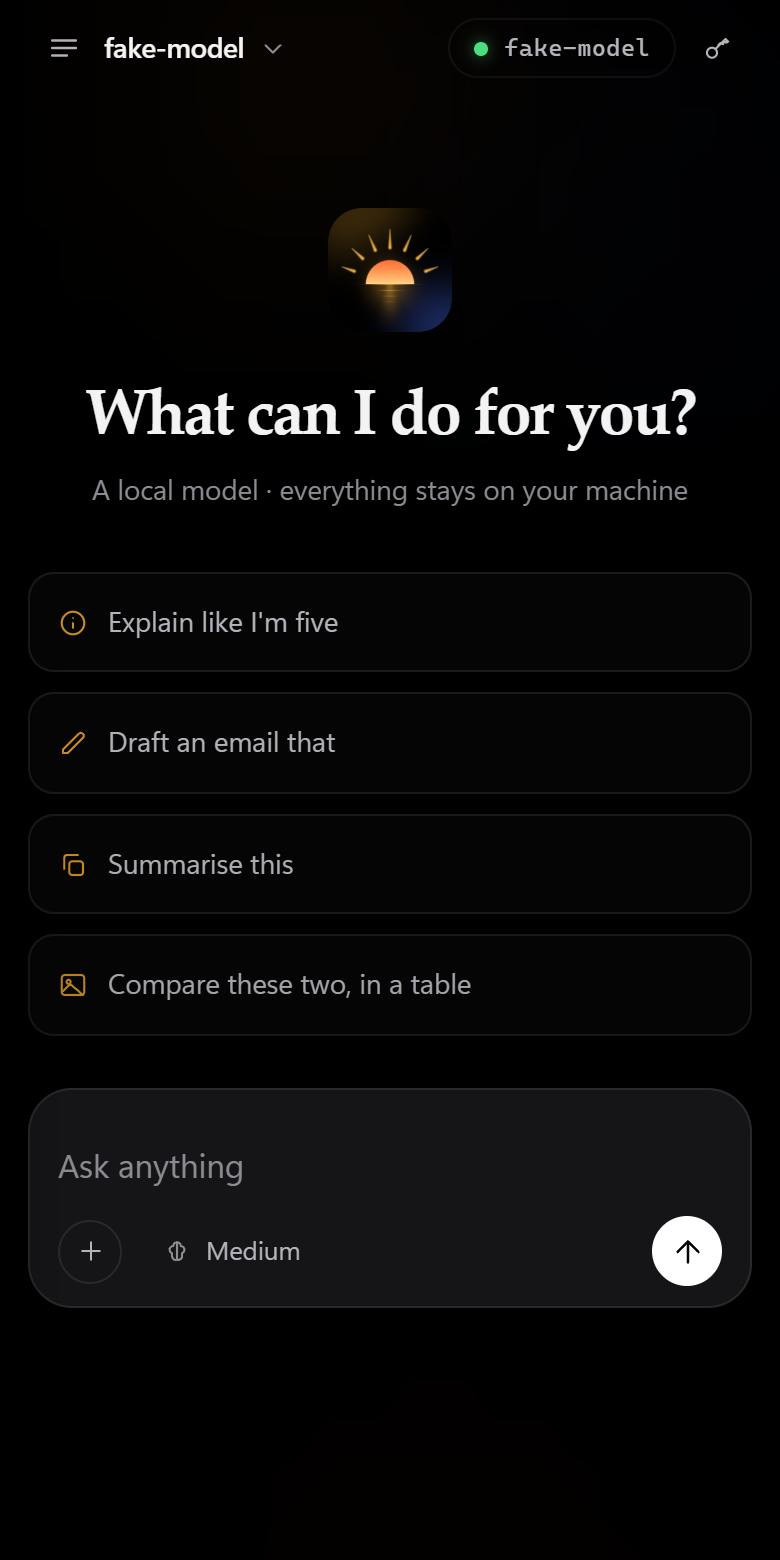 fake-model
fake-model
What can I do for you?
A local model · everything stays on your machine
Explain like I'm five
Draft an email that
Summarise this
Compare these two, in a table
Ask anything
Medium